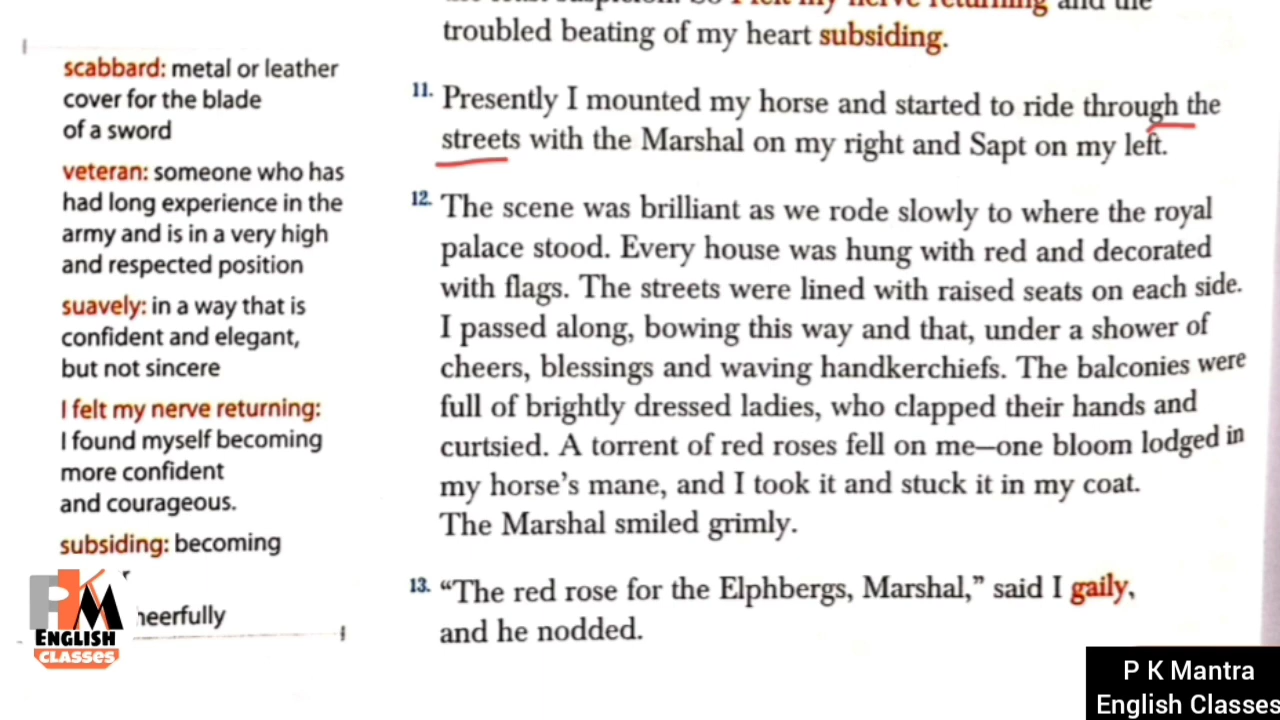 scabbard: metal or leather
cover for the blade
of a sword
veteran: someone who has
had long experience in the
army and is in a very high
and respected position
suavely: in a way that is
confident and elegant,
but not sincere
I felt my nerve returning:
I found myself becoming
more confident
and courageous.
subsiding: becoming
heerfully
I felt my nerve returning and the
troubled beating of my heart subsiding.
11. Presently I mounted my horse and started to ride through the
streets with the Marshal on my right and Sapt on my left.
12. The scene was brilliant as we rode slowly to where the royal
palace stood. Every house was hung with red and decorated
with flags. The streets were lined with raised seats on each side.
I passed along, bowing this way and that, under a shower of
cheers, blessings and waving handkerchiefs. The balconies were
full of brightly dressed ladies, who clapped their hands and
curtsied. A torrent of red roses fell on me—one bloom lodged in
my horse's mane, and I took it and stuck it in my coat.
The Marshal smiled grimly.
13. “The red rose for the Elphbergs, Marshal,” said I gaily,
and he nodded.
PKM
ENGLISH
CLASSES
P K Mantra
English Classes